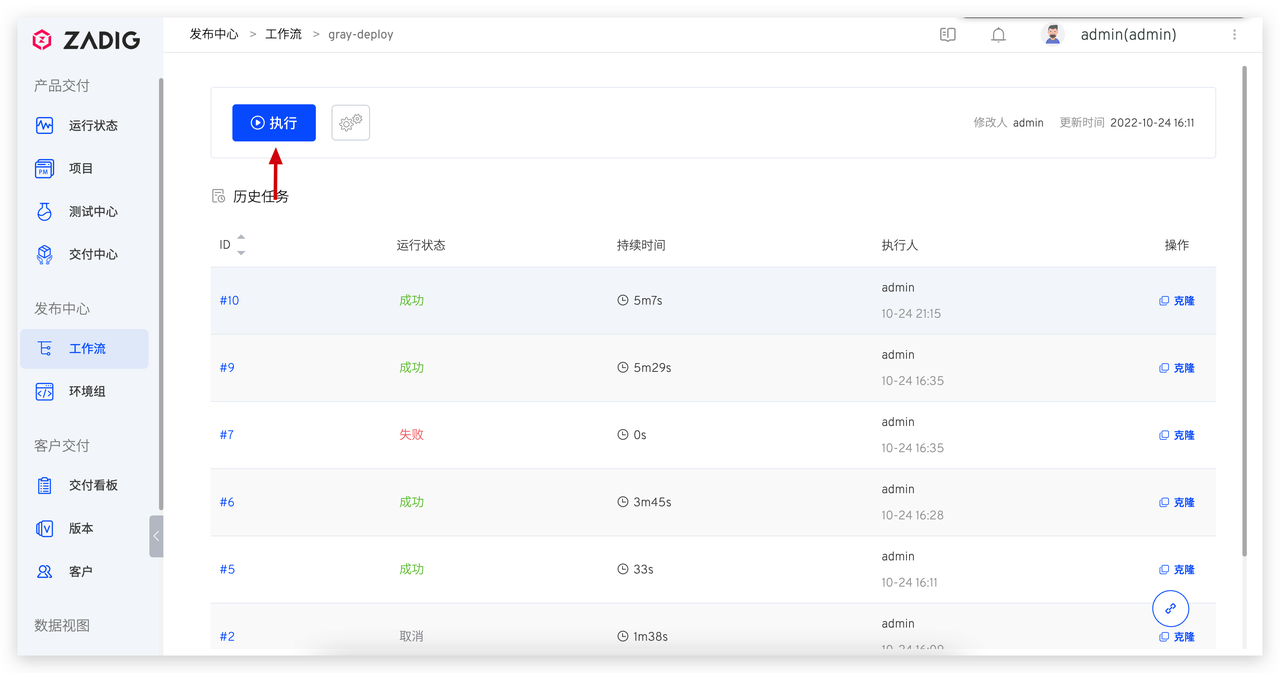 ZADIG
发布中心 > 工作流 > gray-deploy
admin(admin)
产品交付
运行状态
PM
项目
测试中心
交付中心
发布中心
工作流
环境组
客户交付
交付看板
版本
客户
数据视图
执行
修改人 admin 更新时间 2022-10-24 16:11
历史任务
ID 运行状态 持续时间 执行人 操作
#10 成功 5m7s admin 10-24 21:15 克隆
#9 成功 5m29s admin 10-24 16:35 克隆
#7 失败 0s admin 10-24 16:35 克隆
#6 成功 3m45s admin 10-24 16:28 克隆
#5 成功 33s admin 10-24 16:11 克隆
#2 取消 1m38s admin 克隆